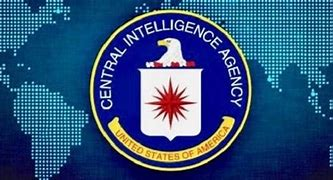 CENTRAL INTELLIGENCE AGENCY
UNITED STATES OF AMERICA